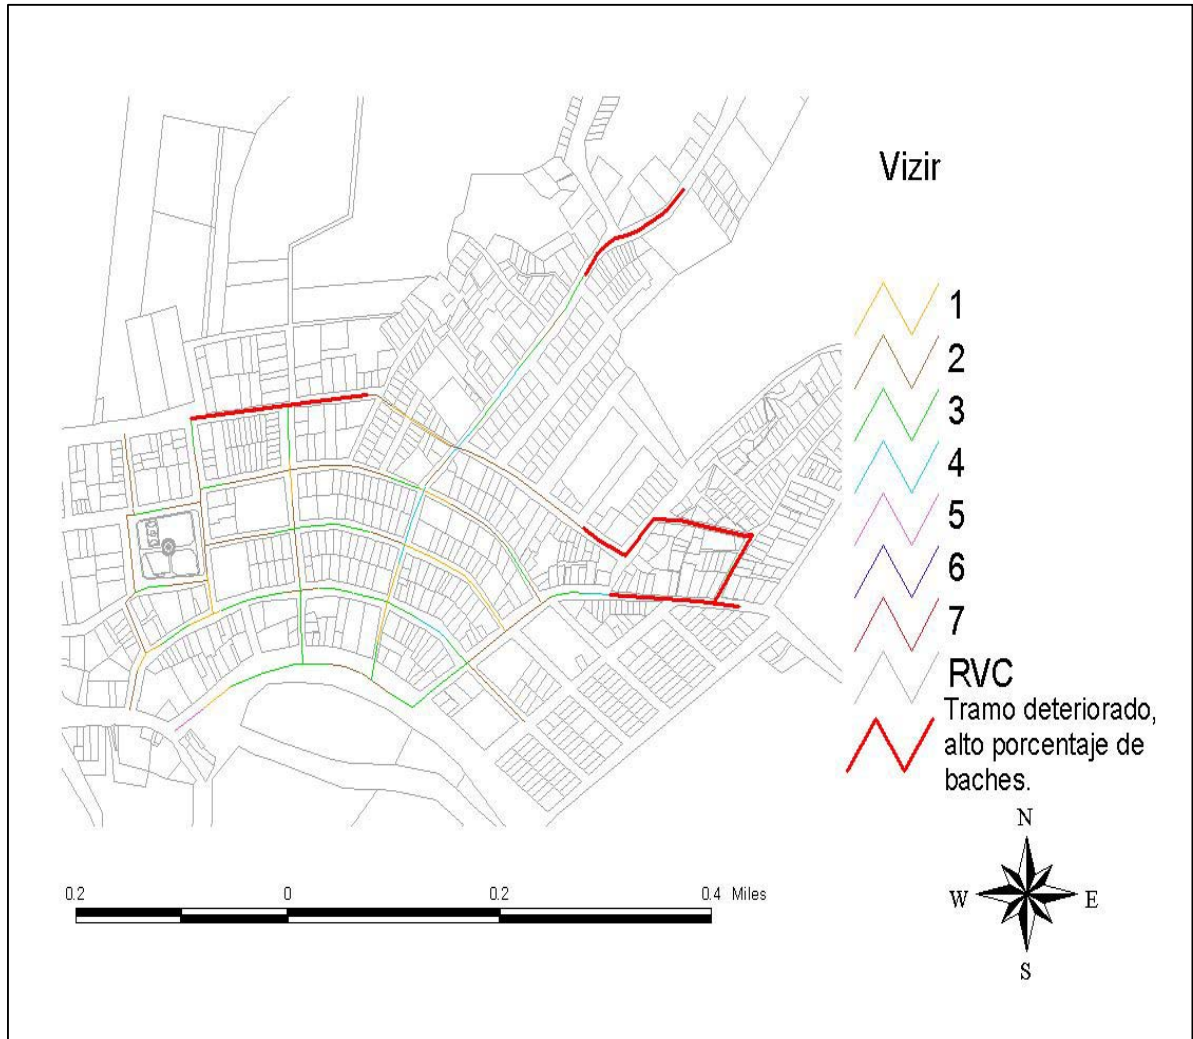 Vizir
1
2
3
4
5
6
7
RVC
Tramo deteriorado,
alto porcentaje de
baches.
N
W E
S
0.2 0 0.2 0.4 Miles